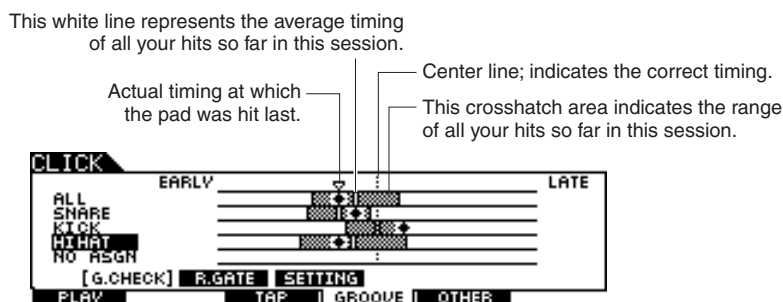 This white line represents the average timing
of all your hits so far in this session.
Actual timing at which
the pad was hit last.
Center line; indicates the correct timing.
This crosshatch area indicates the range
of all your hits so far in this session.
CLICK
EARLY
LATE
ALL
SNARE
KICK
HIHAT
NO ASGN
[G.CHECK] R.GATE SETTING
PLAY TAP GROOVE OTHER